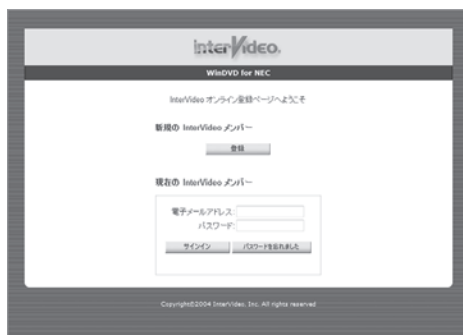 InterVideo.
WinDVD for NEC
InterVideo オンライン登録ページへようこそ
新規の InterVideo メンバー
登録
現在の InterVideo メンバー
電子メールアドレス:
パスワード:
サインイン パスワードを忘れました
Copyright©2004 InterVideo, Inc. All rights reserved